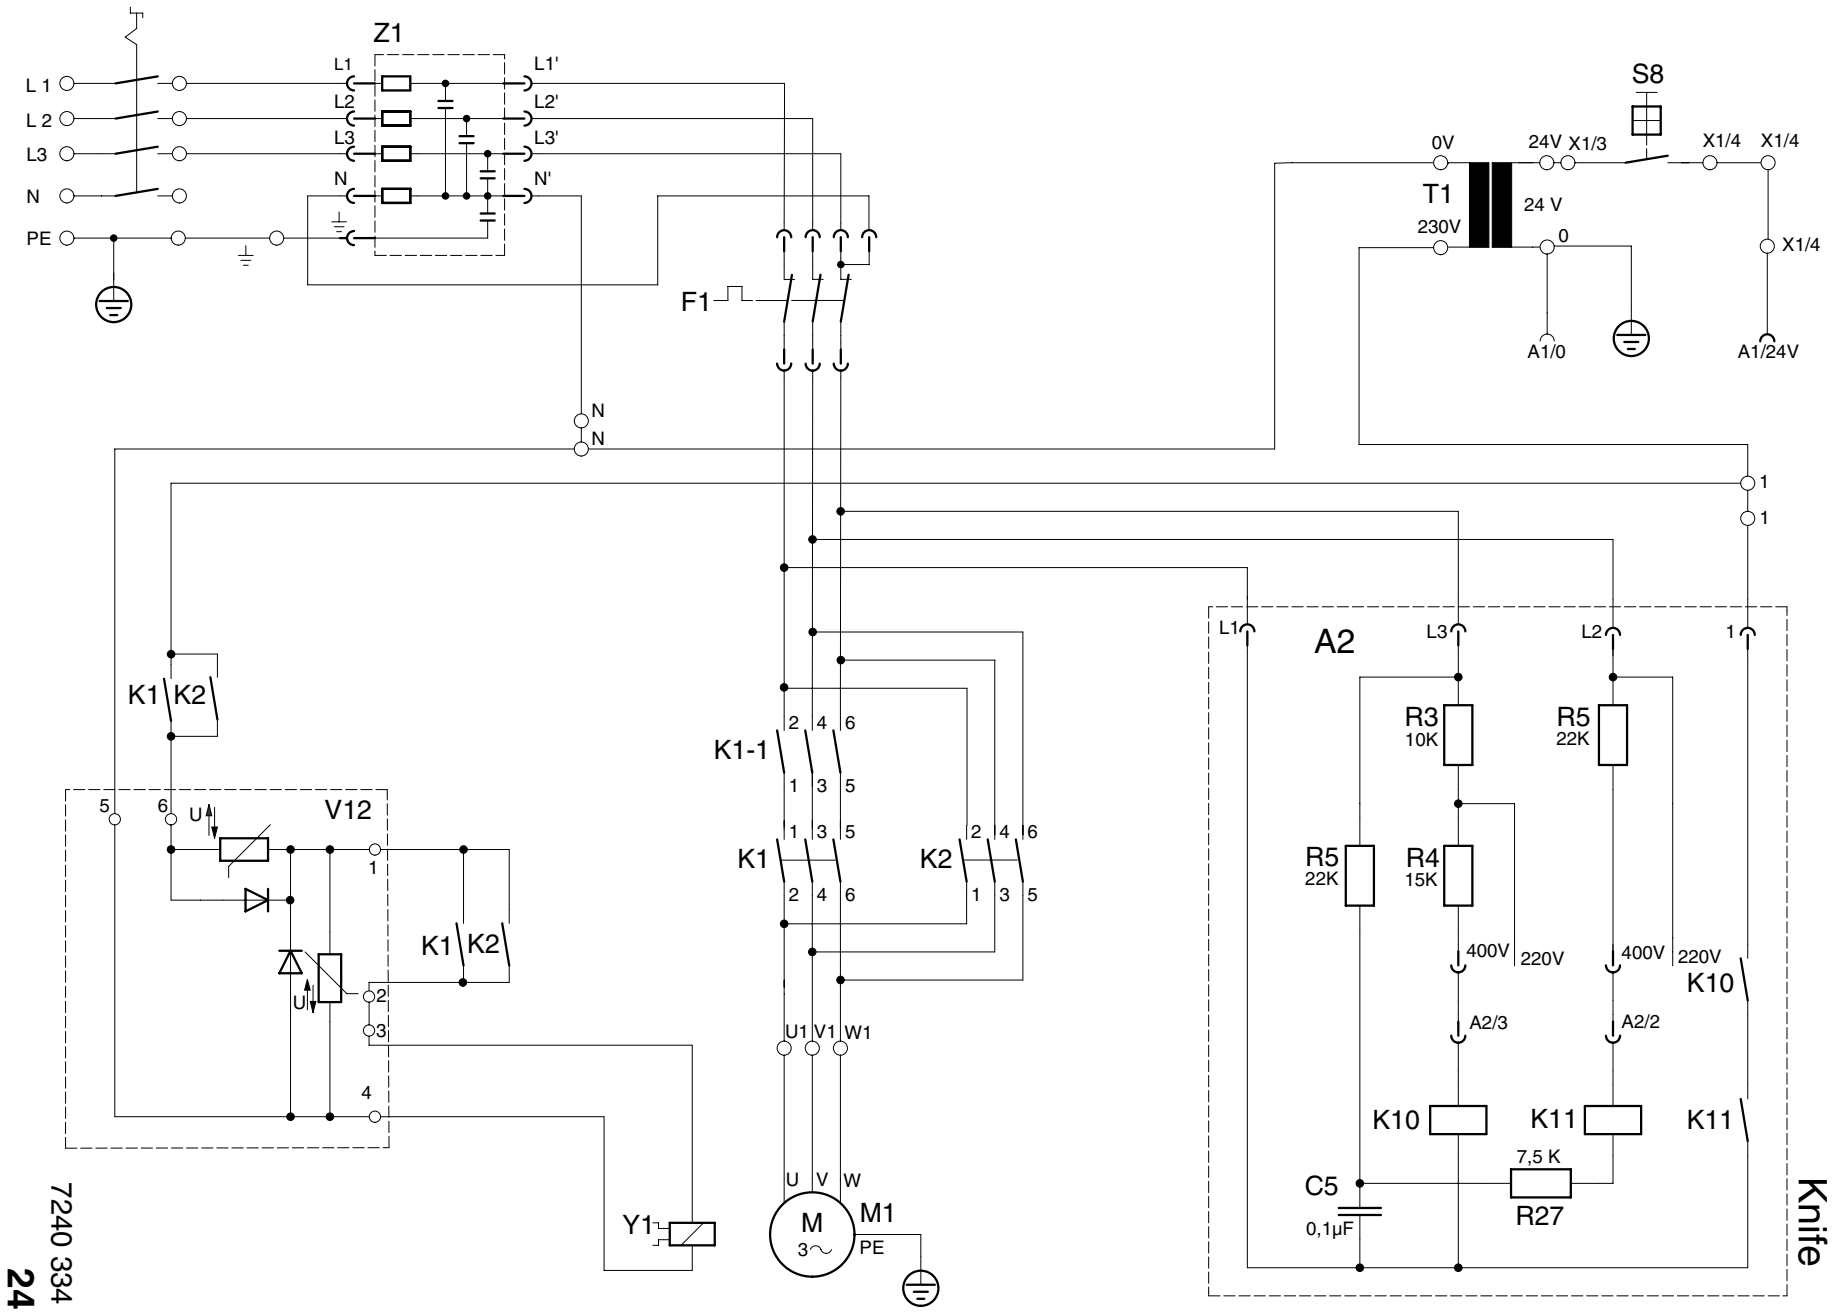 Z1
L1
L1'
L 1
L2
L2'
L 2
L3
L3'
L3
N
N'
N
PE
F1
S8
0V
24V
X1/3
X1/4
X1/4
T1
24 V
230V
0
X1/4
A1/0
A1/24V
N
N
1
1
L1
A2
L3
L2
1
K1
K2
2
4
6
K1-1
1
3
5
R3
10K
R5
22K
5
6
U
V12
1
3
5
2
4
6
K1
K2
2
4
6
1
3
5
1
R5
22K
R4
15K
K1
K2
400V
220V
400V
220V
K10
U
2
3
A2/3
A2/2
U1
V1
W1
4
K10
K11
K11
7,5 K
R27
C5
0,1µF
U
V
W
M
3
M1
PE
Y1
Knife
7240 334
24